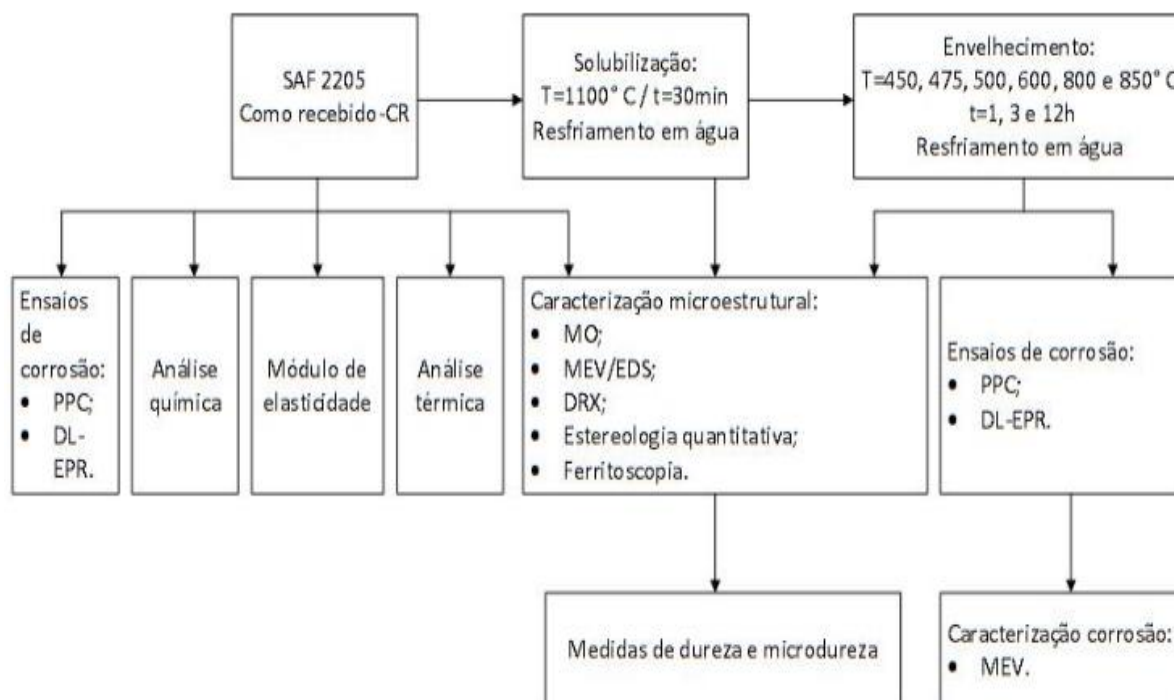 SAF 2205
Como recebido-CR
Solubilização:
T=1100° C / t=30min
Resfriamento em água
Envelhecimento:
T=450, 475, 500, 600, 800 e 850° C
t=1, 3 e 12h
Resfriamento em água
Ensaios
de
corrosão:
• PPC;
• DL-
EPR.
Análise
química
Módulo de
elasticidade
Análise
térmica
Caracterização microestrutural:
• MO;
• MEV/EDS;
• DRX;
• Estereologia quantitativa;
• Ferritoscopia.
Ensaios de corrosão:
• PPC;
• DL-EPR.
Medidas de dureza e microdureza
Caracterização corrosão:
• MEV.